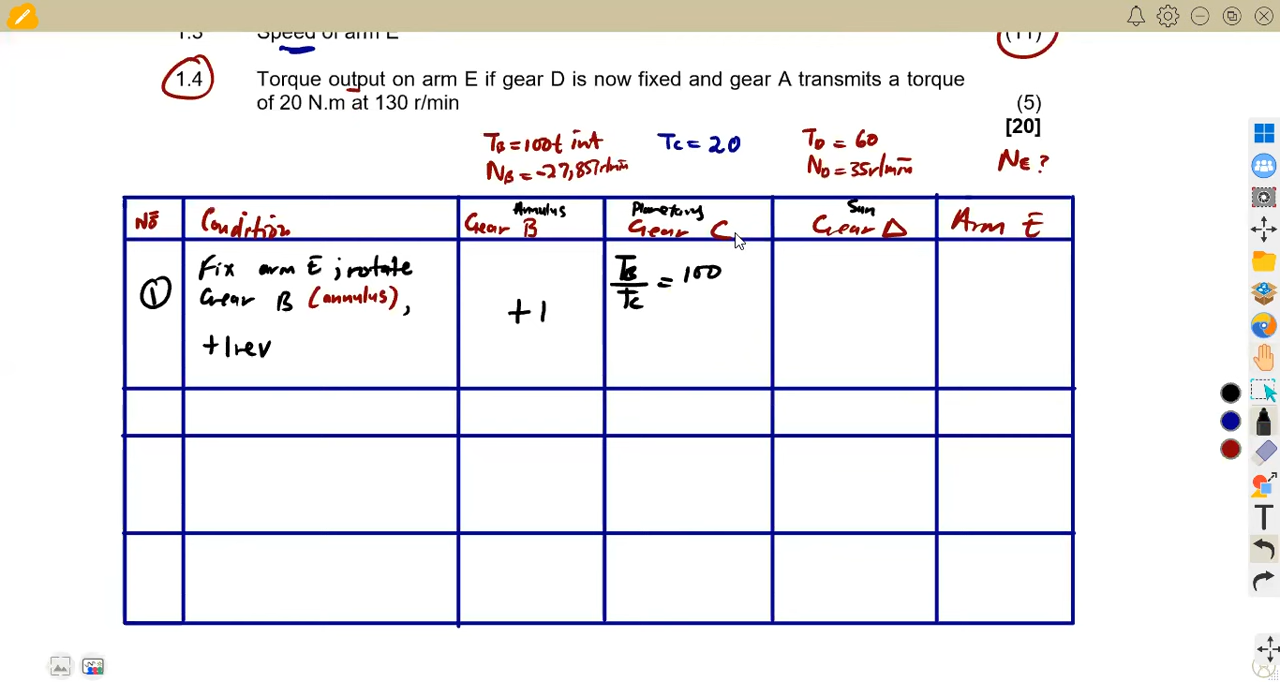 1.3 Speed of arm E (11)
1.4 Torque output on arm E if gear D is now fixed and gear A transmits a torque
of 20 N.m at 130 r/min (5)
[20]
TB = 100t int TC = 20 TD = 60
NB = -27,857r/min ND = 35r/min NE ?
NO Condition Annulus Gear B Planetary Gear C Sun Gear D Arm E
① Fix arm E ; rotate
Gear B (annulus),
+1rev
+1
TB/TC = 100
T